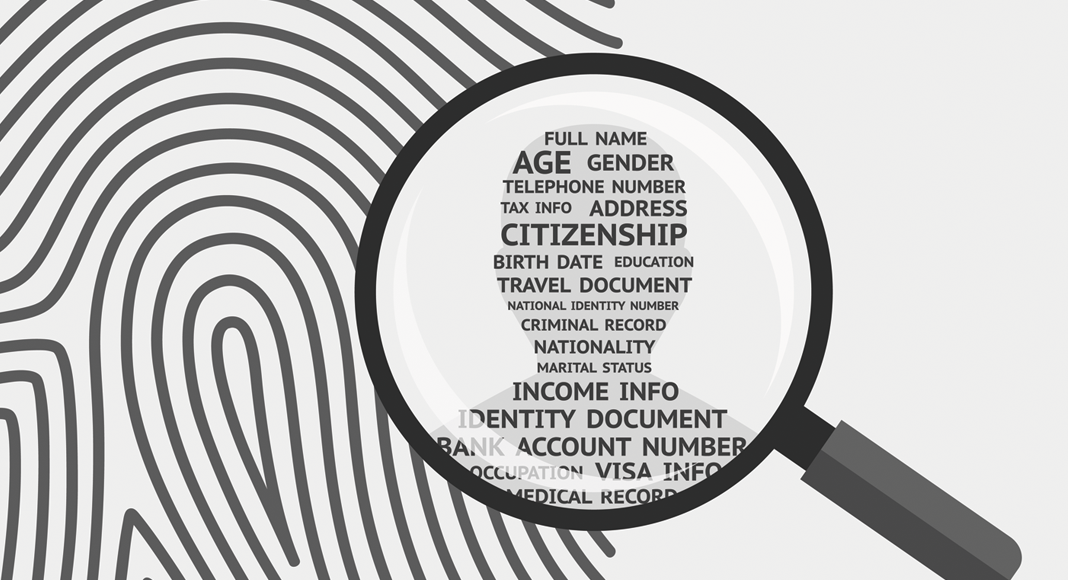 FULL NAME
AGE GENDER
TELEPHONE NUMBER
TAX INFO ADDRESS
CITIZENSHIP
BIRTH DATE EDUCATION
TRAVEL DOCUMENT
NATIONAL IDENTITY NUMBER
CRIMINAL RECORD
NATIONALITY
MARITAL STATUS
INCOME INFO
IDENTITY DOCUMENT
BANK ACCOUNT NUMBER
OCCUPATION VISA INFO
MEDICAL RECORD